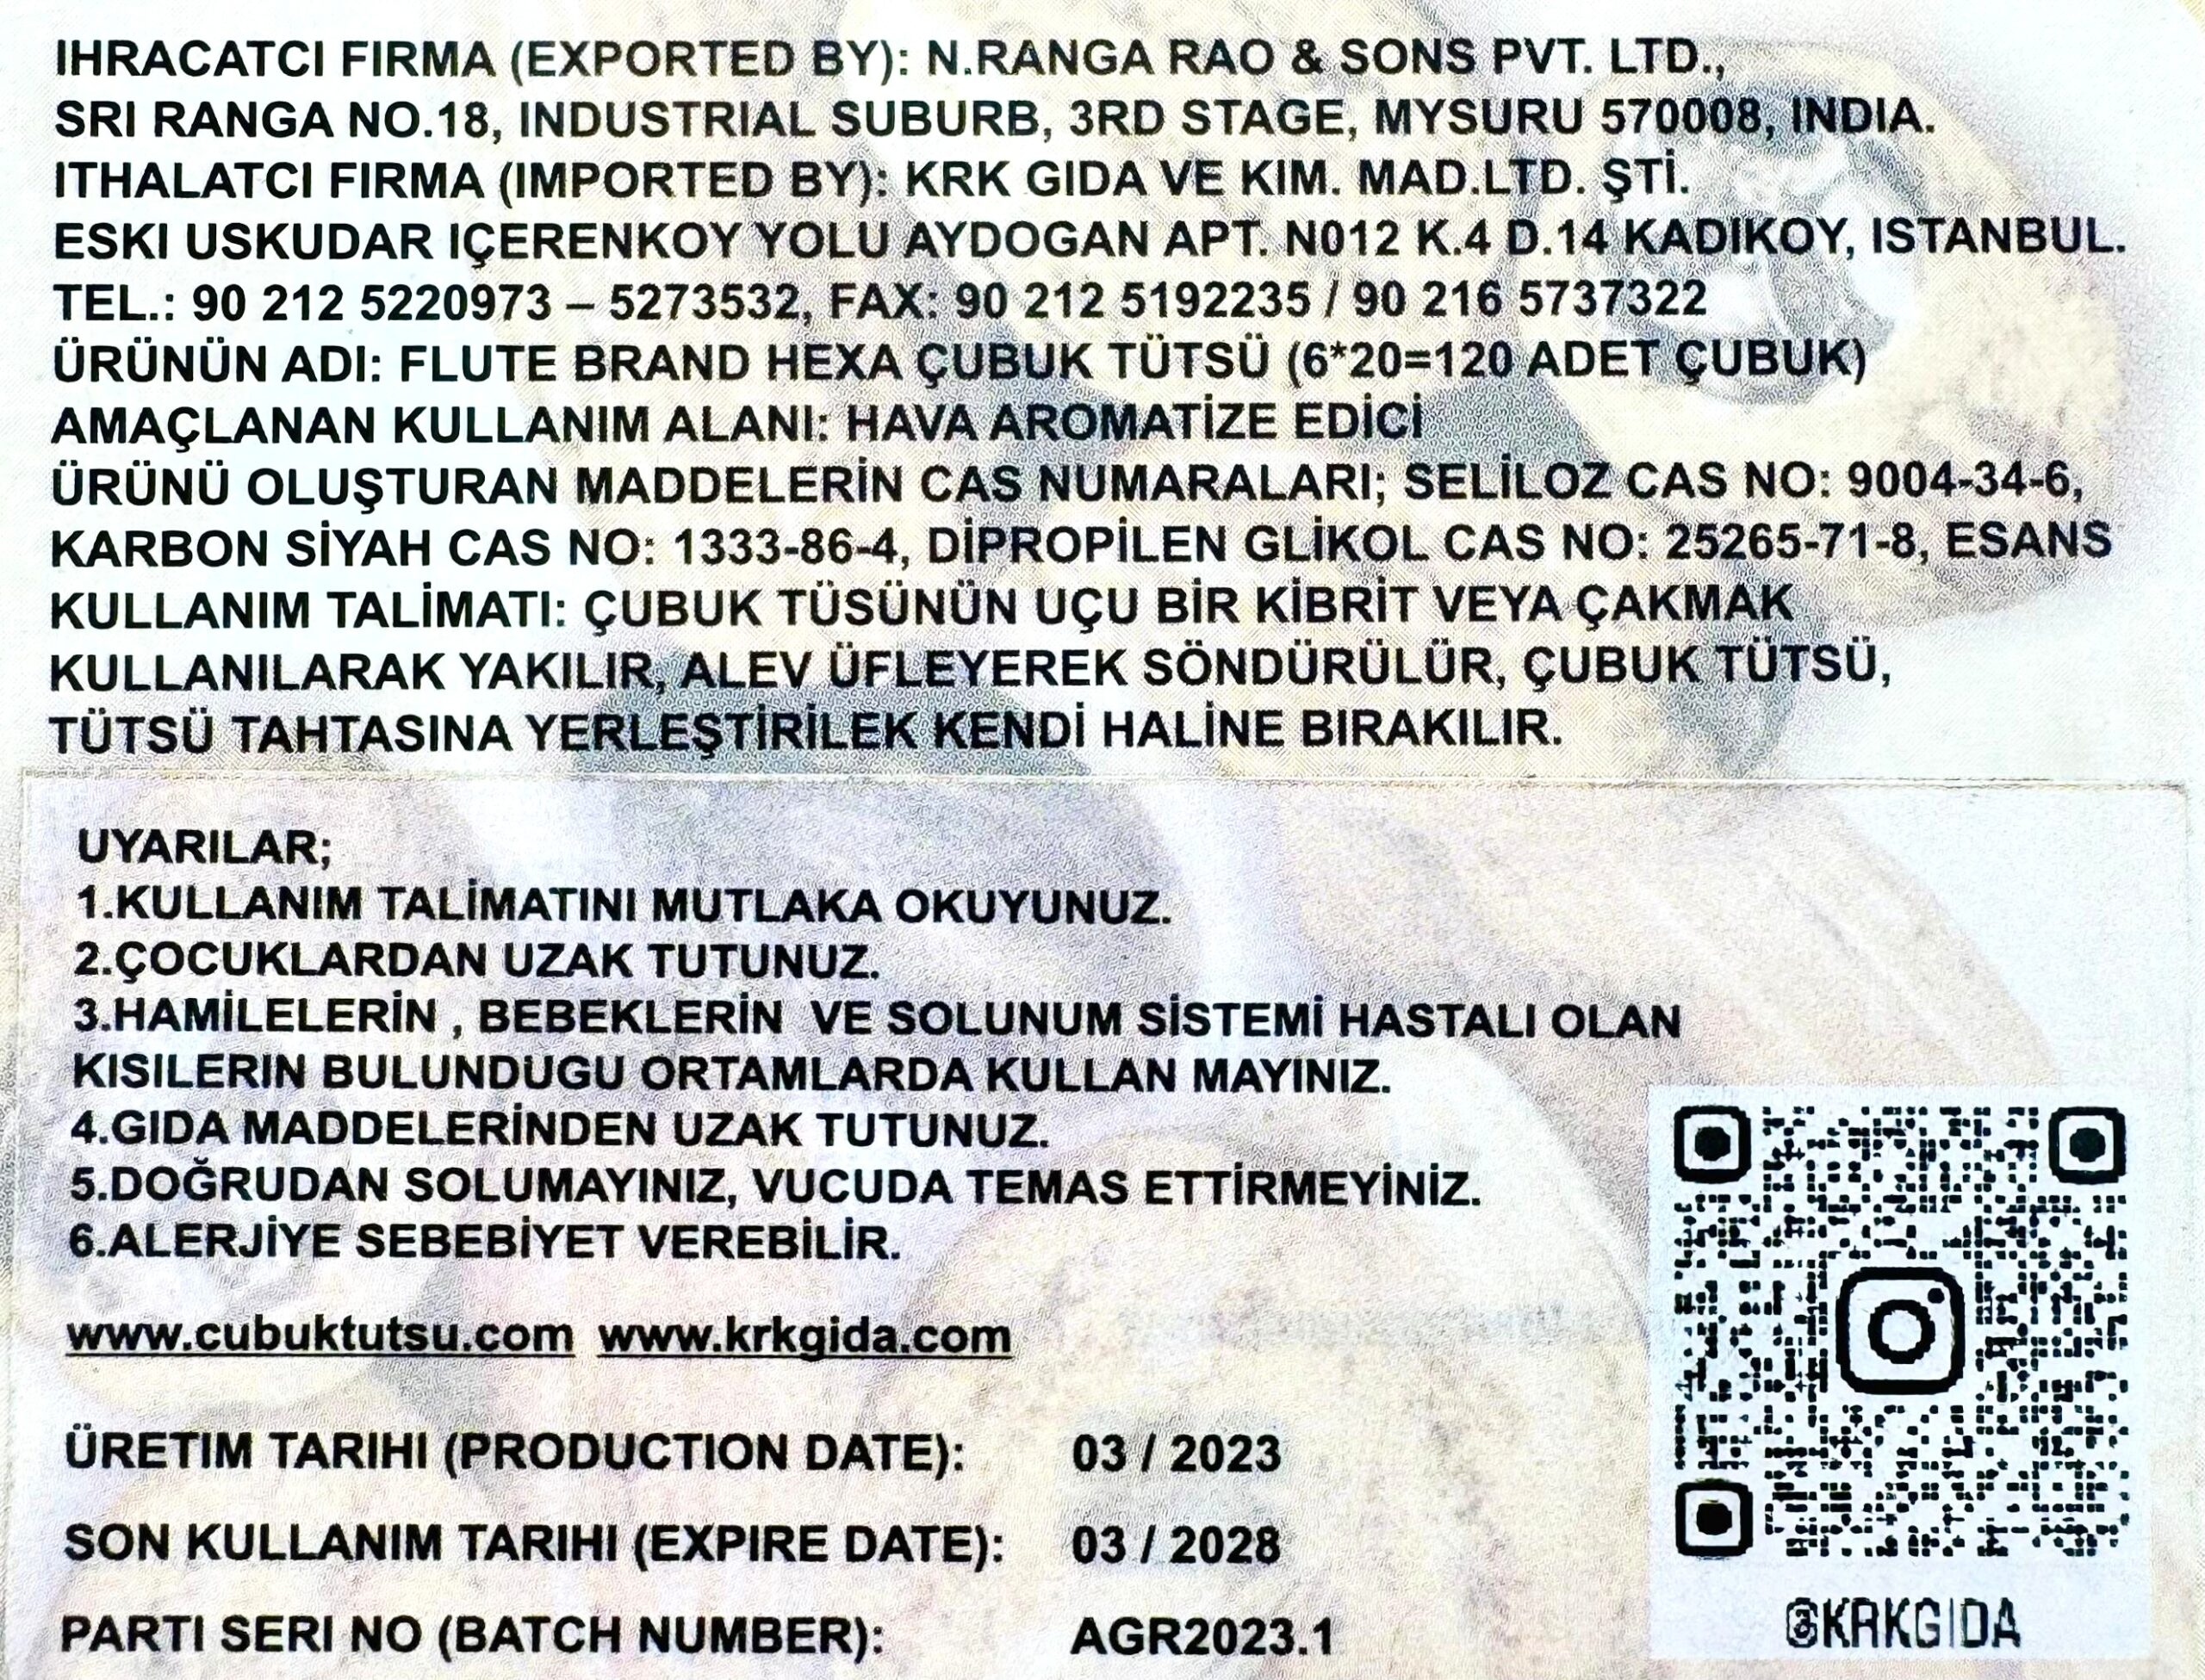 IHRACATCI FIRMA (EXPORTED BY): N.RANGA RAO & SONS PVT. LTD.,
SRI RANGA NO.18, INDUSTRIAL SUBURB, 3RD STAGE, MYSURU 570008, INDIA.
ITHALATCI FIRMA (IMPORTED BY): KRK GIDA VE KIM. MAD.LTD. ŞTİ.
ESKI USKUDAR IÇERENKOY YOLU AYDOGAN APT. N012 K.4 D.14 KADIKOY, ISTANBUL.
TEL.: 90 212 5220973 – 5273532, FAX: 90 212 5192235 / 90 216 5737322
ÜRÜNÜN ADI: FLUTE BRAND HEXA ÇUBUK TÜTSÜ (6*20=120 ADET ÇUBUK)
AMAÇLANAN KULLANIM ALANI: HAVA AROMATİZE EDİCİ
ÜRÜNÜ OLUŞTURAN MADDELERİN CAS NUMARALARI; SELİLOZ CAS NO: 9004-34-6,
KARBON SİYAH CAS NO: 1333-86-4, DİPROPİLEN GLİKOL CAS NO: 25265-71-8, ESANS
KULLANIM TALİMATI: ÇUBUK TÜSÜNÜN UÇU BİR KİBRİT VEYA ÇAKMAK
KULLANILARAK YAKILIR, ALEV ÜFLEYEREK SÖNDÜRÜLÜR, ÇUBUK TÜTSÜ,
TÜTSÜ TAHTASINA YERLEŞTİRİLEK KENDİ HALİNE BIRAKILIR.
UYARILAR;
1.KULLANIM TALİMATINI MUTLAKA OKUYUNUZ.
2.ÇOCUKLARDAN UZAK TUTUNUZ.
3.HAMİLELERİN , BEBEKLERİN VE SOLUNUM SİSTEMİ HASTALI OLAN
KISILERIN BULUNDUGU ORTAMLARDA KULLAN MAYINIZ.
4.GIDA MADDELERİNDEN UZAK TUTUNUZ.
5.DOĞRUDAN SOLUMAYINIZ, VUCUDA TEMAS ETTİRMEYİNİZ.
6.ALERJİYE SEBEBİYET VEREBİLİR.
www.cubuktutsu.com www.krkgida.com
ÜRETIM TARIHI (PRODUCTION DATE): 03 / 2023
SON KULLANIM TARIHI (EXPIRE DATE): 03 / 2028
PARTI SERI NO (BATCH NUMBER): AGR2023.1
@KRKGIDA